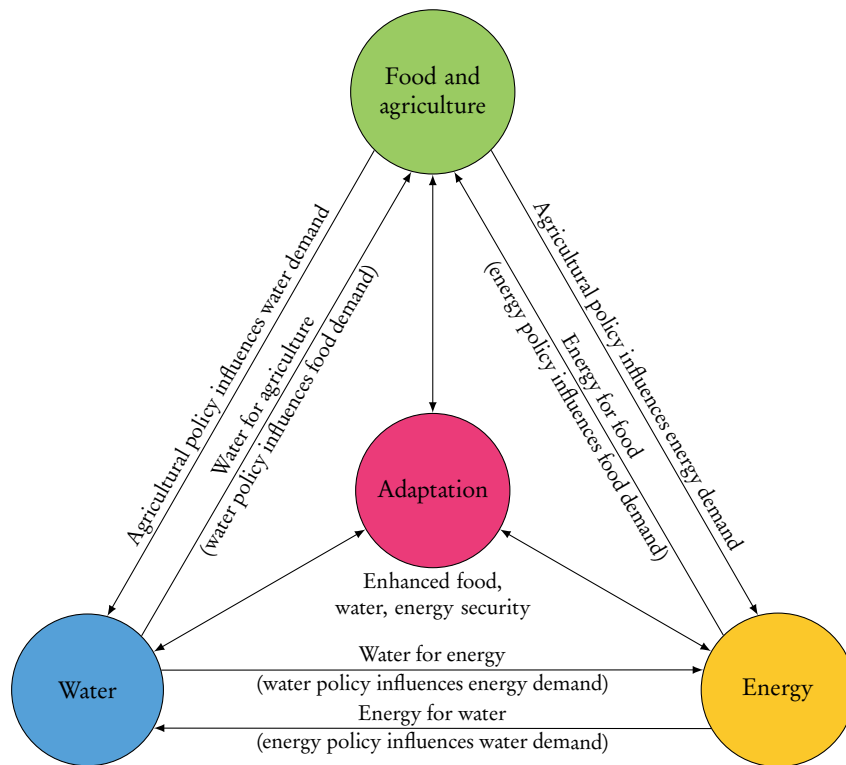 Food and
agriculture
Agricultural policy influences water demand
Water for agriculture
(water policy influences food demand)
Agricultural policy influences energy demand
Energy for food
(energy policy influences food demand)
Adaptation
Enhanced food,
water, energy security
Water
Water for energy
(water policy influences energy demand)
Energy for water
(energy policy influences water demand)
Energy